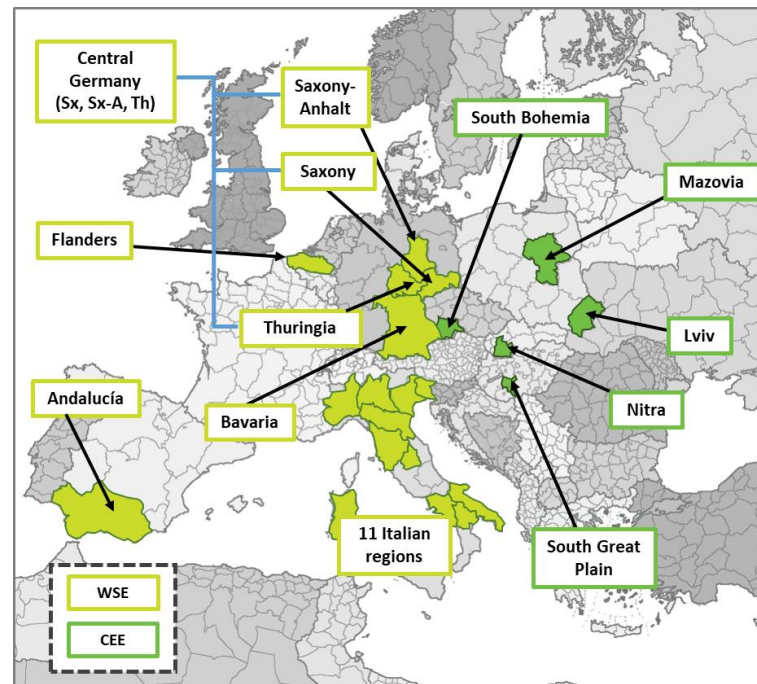 Central
Germany
(Sx, Sx-A, Th)
Saxony-
Anhalt
South Bohemia
Saxony
Mazovia
Flanders
Thuringia
Lviv
Andalucía
Bavaria
Nitra
11 Italian
regions
South Great
Plain
WSE
CEE